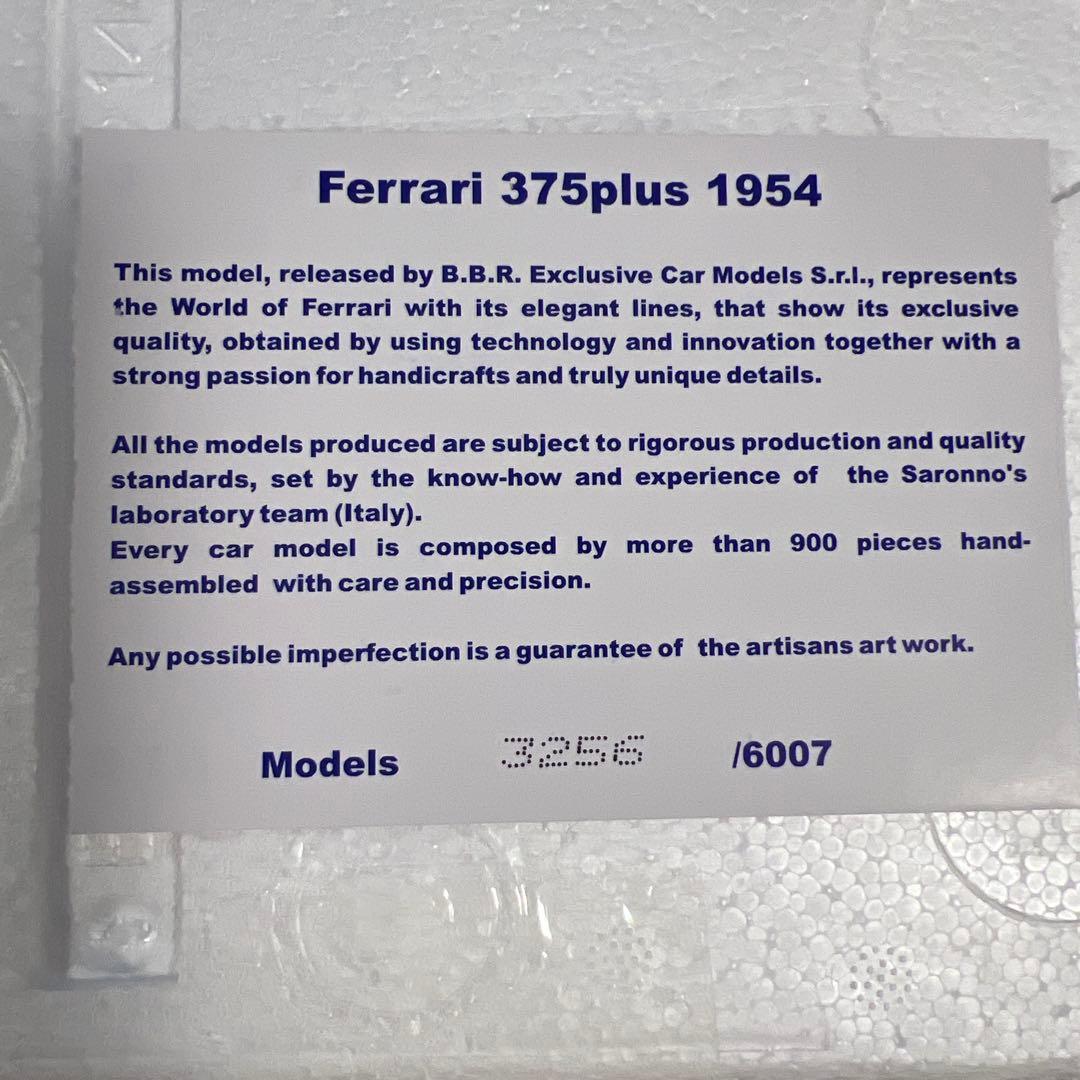 Ferrari 375plus 1954
This model, released by B.B.R. Exclusive Car Models S.r.l., represents
the World of Ferrari with its elegant lines, that show its exclusive
quality, obtained by using technology and innovation together with a
strong passion for handicrafts and truly unique details.
All the models produced are subject to rigorous production and quality
standards, set by the know-how and experience of the Saronno's
laboratory team (Italy).
Every car model is composed by more than 900 pieces hand-
assembled with care and precision.
Any possible imperfection is a guarantee of the artisans art work.
Models 3256 /6007